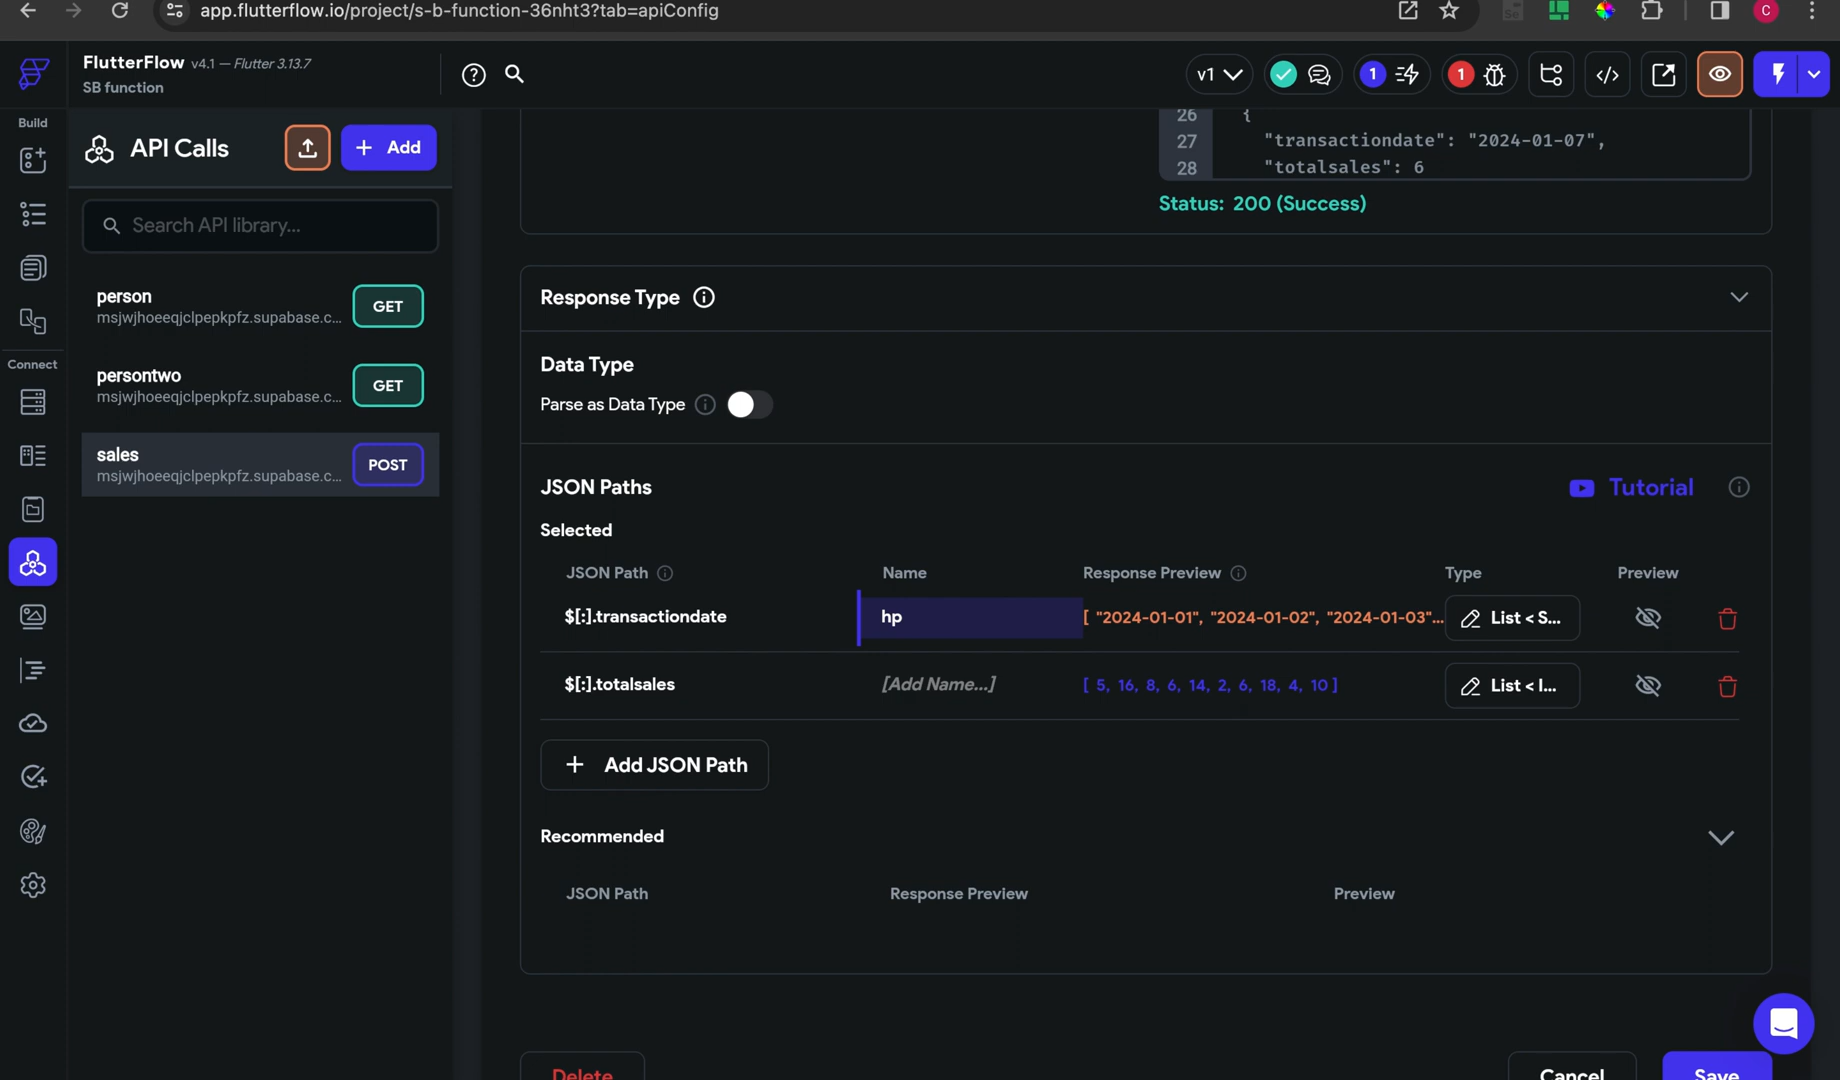 app.flutterflow.io/project/s-b-function-36nht3?tab=apiConfig
C
FlutterFlow v4.1 — Flutter 3.13.7
SB function
v1
1
1
Build
Connect
API Calls
Add
Search API library...
person
msjwjhoeeqjclpepkpfz.supabase.c...
GET
persontwo
msjwjhoeeqjclpepkpfz.supabase.c...
GET
sales
msjwjhoeeqjclpepkpfz.supabase.c...
POST
26 {
27 "transactiondate": "2024-01-07",
28 "totalsales": 6
Status: 200 (Success)
Response Type
Data Type
Parse as Data Type
JSON Paths
Tutorial
Selected
JSON Path Name Response Preview Type Preview
$[:].transactiondate hp [ "2024-01-01", "2024-01-02", "2024-01-03"... List < S...
$[:].totalsales [Add Name...] [ 5, 16, 8, 6, 14, 2, 6, 18, 4, 10 ] List < I...
Add JSON Path
Recommended
JSON Path Response Preview Preview
Delete Cancel Save